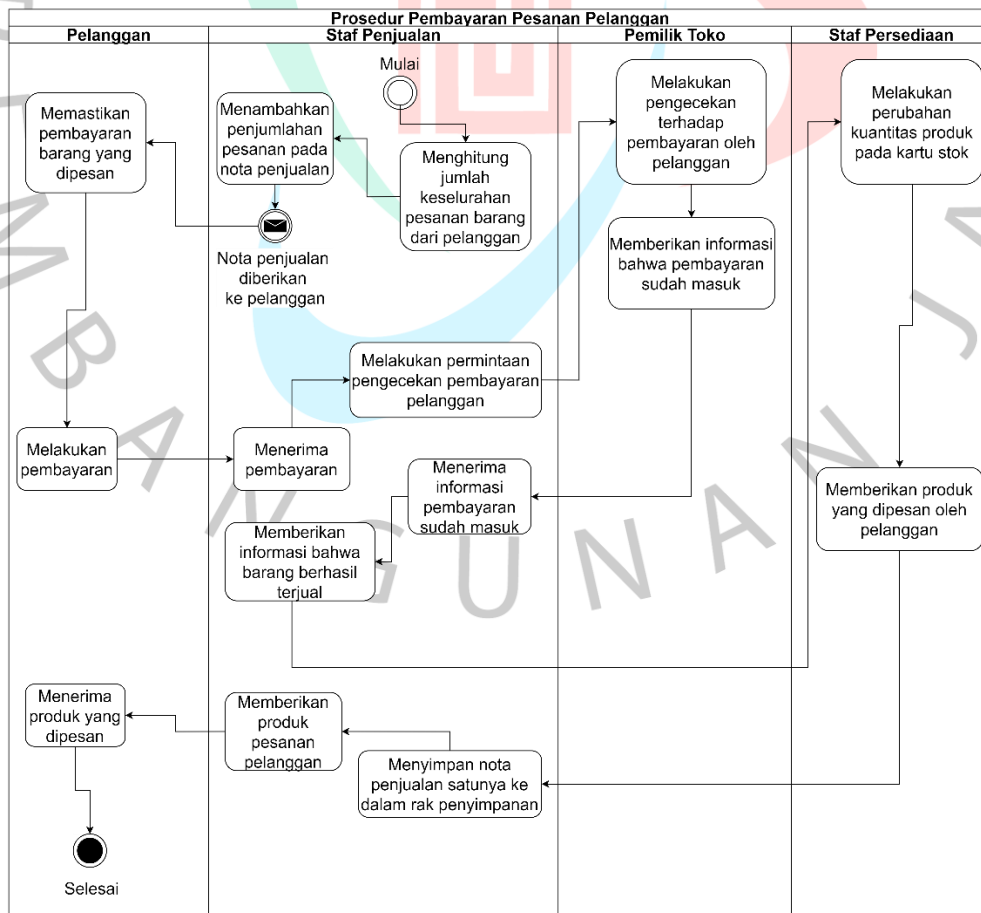 Prosedur Pembayaran Pesanan Pelanggan
Pelanggan
Staf Penjualan
Pemilik Toko
Staf Persediaan
Mulai
Menghitung
jumlah
keseluruhan
pesanan barang
dari pelanggan
Menambahkan
penjumlahan
pesanan pada
nota penjualan
Nota penjualan
diberikan
ke pelanggan
Memastikan
pembayaran
barang yang
dipesan
Melakukan
pembayaran
Menerima
pembayaran
Melakukan permintaan
pengecekan pembayaran
pelanggan
Melakukan
pengecekan
terhadap
pembayaran oleh
pelanggan
Memberikan informasi
bahwa pembayaran
sudah masuk
Menerima
informasi
pembayaran
sudah masuk
Memberikan
informasi bahwa
barang berhasil
terjual
Melakukan
perubahan
kuantitas produk
pada kartu stok
Memberikan produk
yang dipesan oleh
pelanggan
Menyimpan nota
penjualan satunya ke
dalam rak penyimpanan
Memberikan
produk
pesanan
pelanggan
Menerima
produk yang
dipesan
Selesai